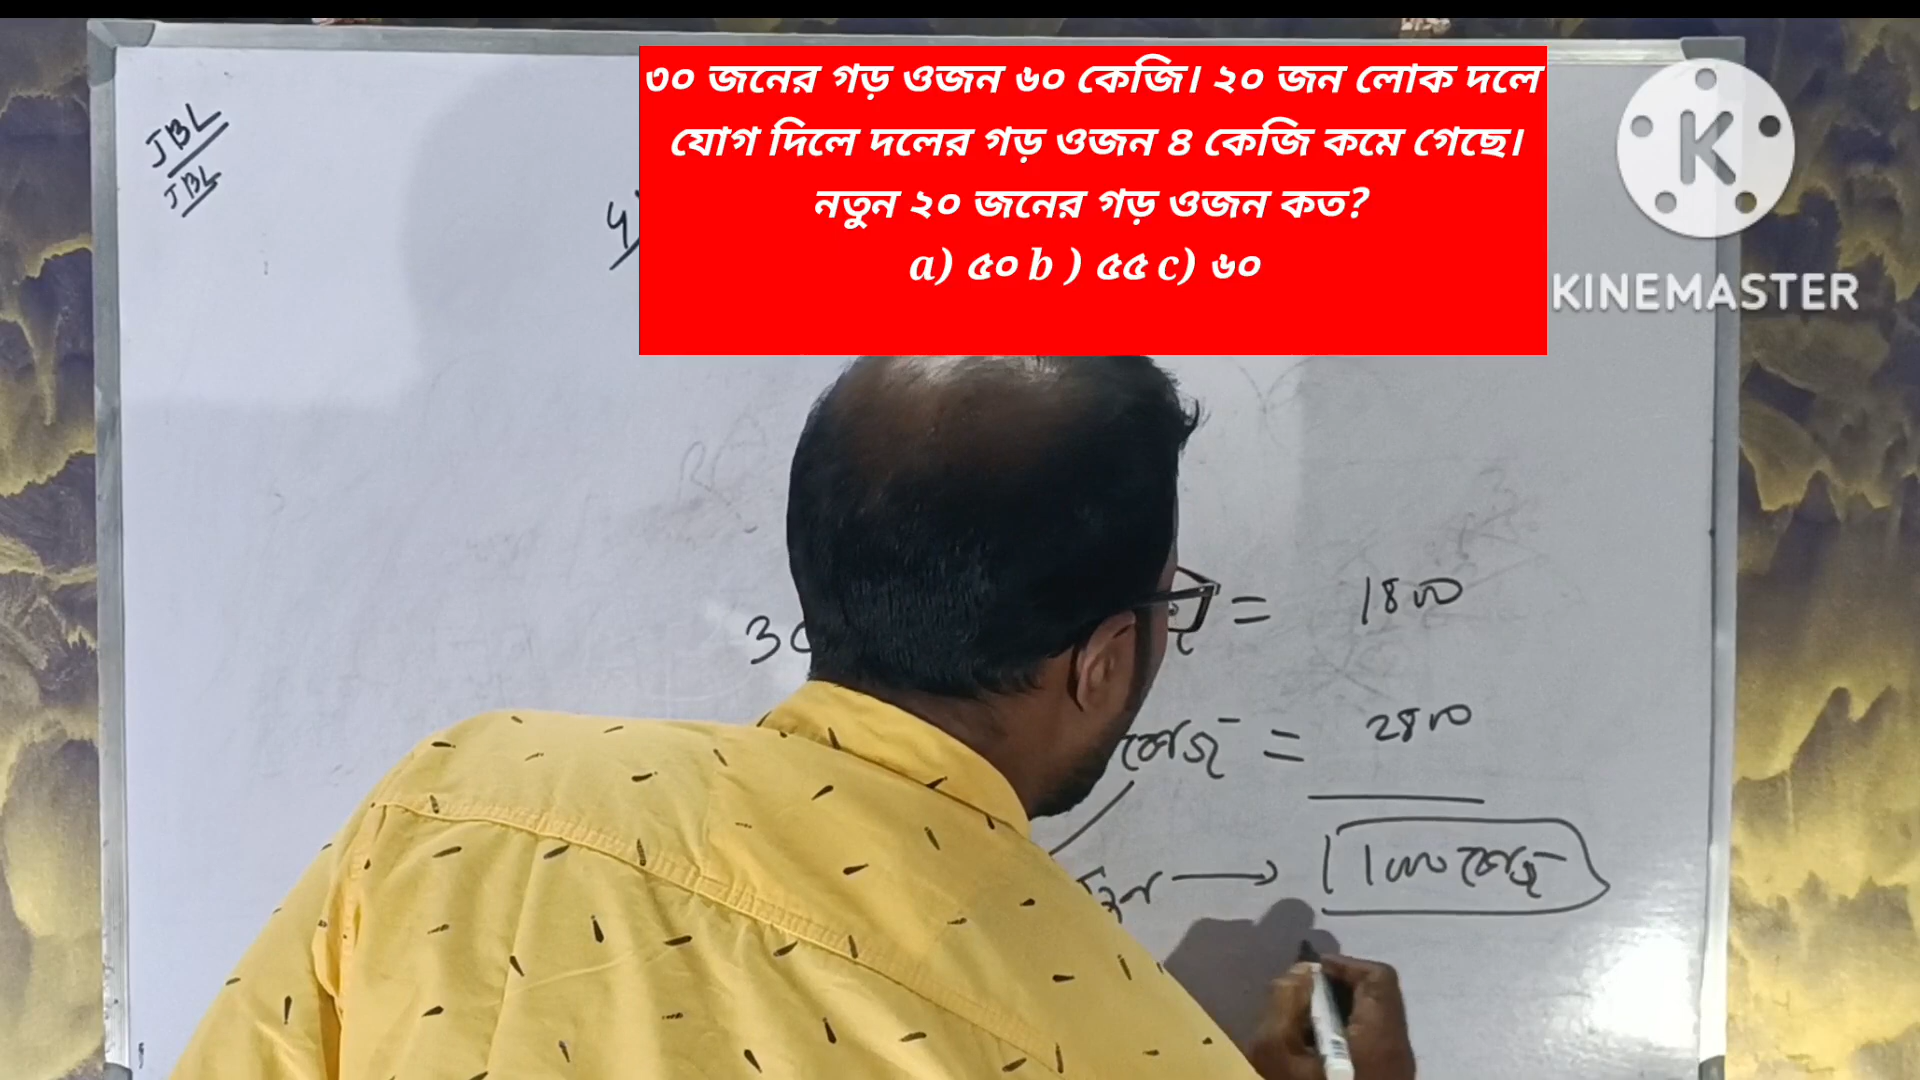 ৩০ জনের গড় ওজন ৬০ কেজি। ২০ জন লোক দলে
যোগ দিলে দলের গড় ওজন ৪ কেজি কমে গেছে।
নতুন ২০ জনের গড় ওজন কত?
a) ৫০ b ) ৫৫ c) ৬০
KINEMASTER
JBL
JBL
30
= 1800
কেজি = 2800
1000 কেজি